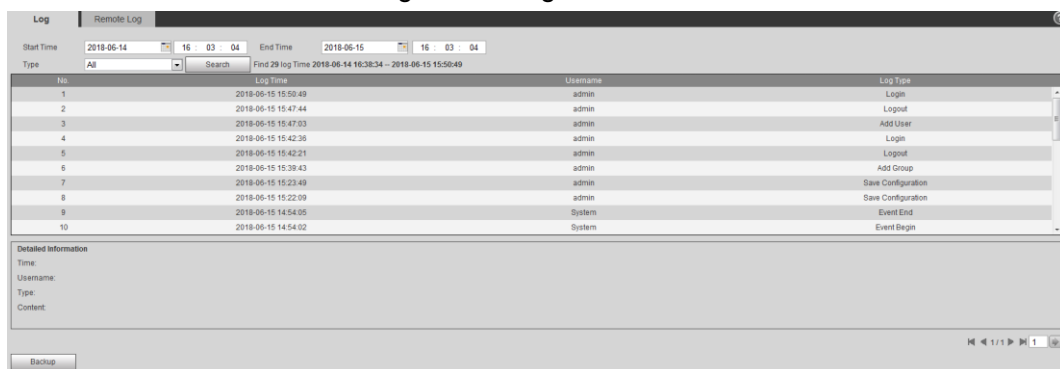 Log Remote Log
Start Time 2018-06-14 16 : 03 : 04 End Time 2018-06-15 16 : 03 : 04
Type All Search Find 29 log Time 2018-06-14 16:38:34 -- 2018-06-15 15:50:49
No. Log Time Username Log Type
1 2018-06-15 15:50:49 admin Login
2 2018-06-15 15:47:44 admin Logout
3 2018-06-15 15:47:03 admin Add User
4 2018-06-15 15:42:36 admin Login
5 2018-06-15 15:42:21 admin Logout
6 2018-06-15 15:39:43 admin Add Group
7 2018-06-15 15:23:49 admin Save Configuration
8 2018-06-15 15:22:09 admin Save Configuration
9 2018-06-15 14:54:05 System Event End
10 2018-06-15 14:54:02 System Event Begin
Detailed Information
Time:
Username:
Type:
Content:
1/1 1
Backup